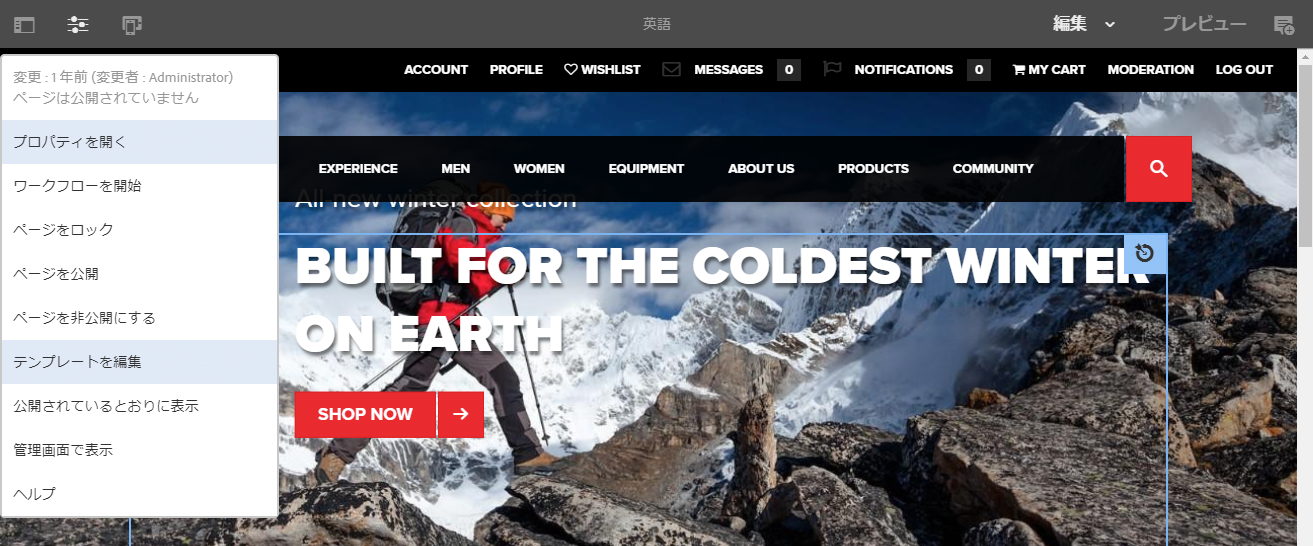 英語
編集
プレビュー
変更 : 1 年前 (変更者 : Administrator)
ページは公開されていません
プロパティを開く
ワークフローを開始
ページをロック
ページを公開
ページを非公開にする
テンプレートを編集
公開されているとおりに表示
管理画面で表示
ヘルプ
ACCOUNT PROFILE WISHLIST MESSAGES 0 NOTIFICATIONS 0 MY CART MODERATION LOG OUT
EXPERIENCE MEN WOMEN EQUIPMENT ABOUT US PRODUCTS COMMUNITY
All new winter collection
BUILT FOR THE COLDEST WINTER
ON EARTH
SHOP NOW